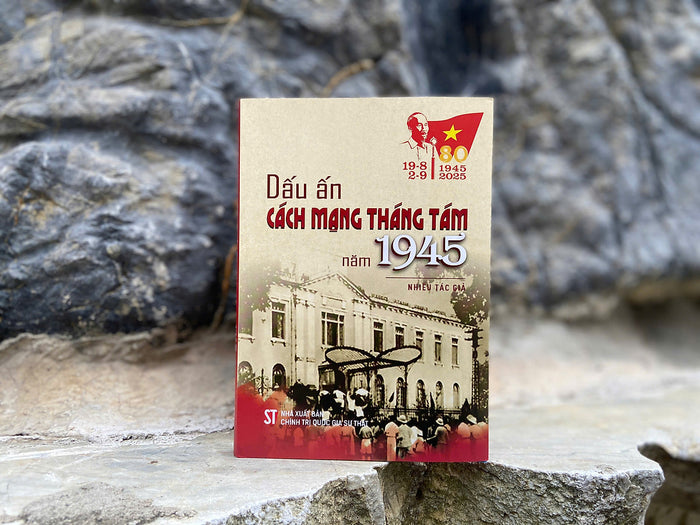 80
19-8 1945
2-9 2025
Dấu ấn
CÁCH MẠNG THÁNG TÁM
năm 1945
NHIỀU TÁC GIẢ
ST NHÀ XUẤT BẢN
CHÍNH TRỊ QUỐC GIA SỰ THẬT